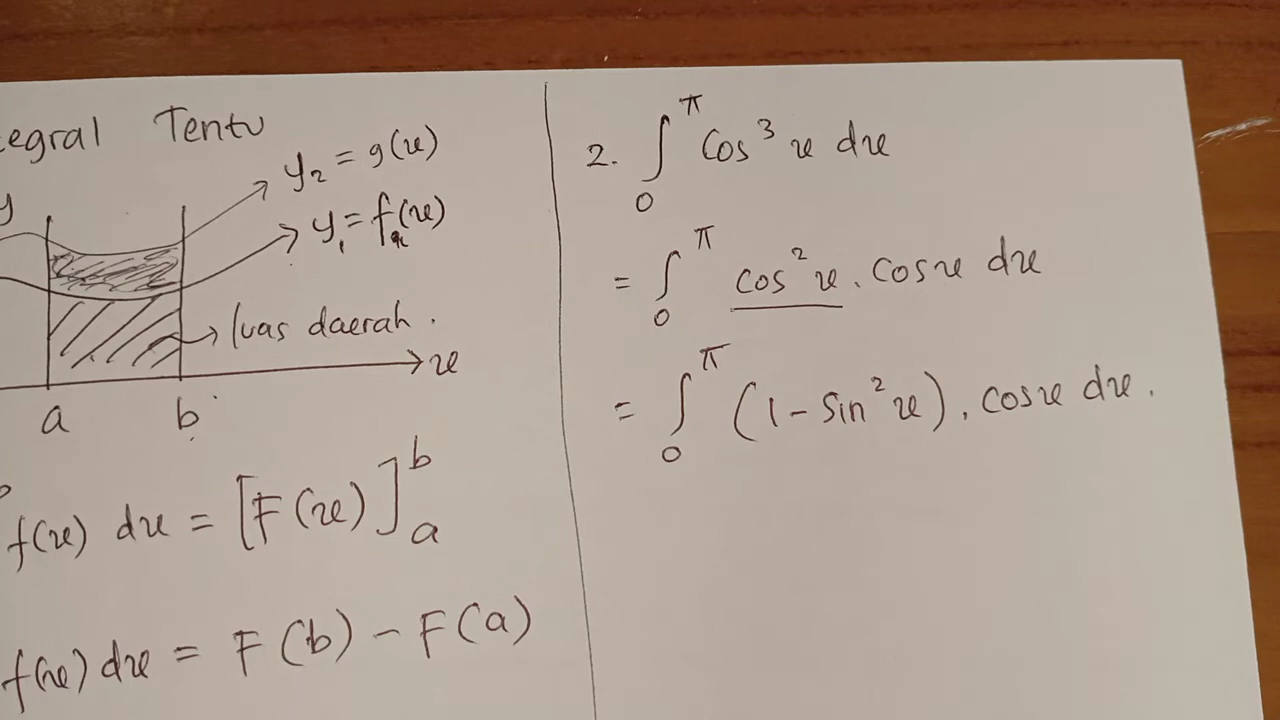 egral Tentu
y
y₂ = g(x)
y₁ = f(x)
luas daerah.
x
a b
f(x) dx = [F(x)]ₐᵇ
f(x) dx = F(b) - F(a)
2. ∫₀^π Cos³ x dx
= ∫₀^π cos² x . cos x dx
= ∫₀^π (1 - sin² x) . cos x dx .